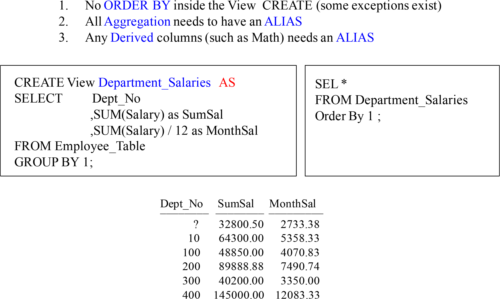 1. No ORDER BY inside the View CREATE (some exceptions exist)
2. All Aggregation needs to have an ALIAS
3. Any Derived columns (such as Math) needs an ALIAS
CREATE View Department_Salaries AS
SELECT Dept_No
,SUM(Salary) as SumSal
,SUM(Salary) / 12 as MonthSal
FROM Employee_Table
GROUP BY 1;
SEL *
FROM Department_Salaries
Order By 1 ;
Dept_No SumSal MonthSal
? 32800.50 2733.38
10 64300.00 5358.33
100 48850.00 4070.83
200 89888.88 7490.74
300 40200.00 3350.00
400 145000.00 12083.33